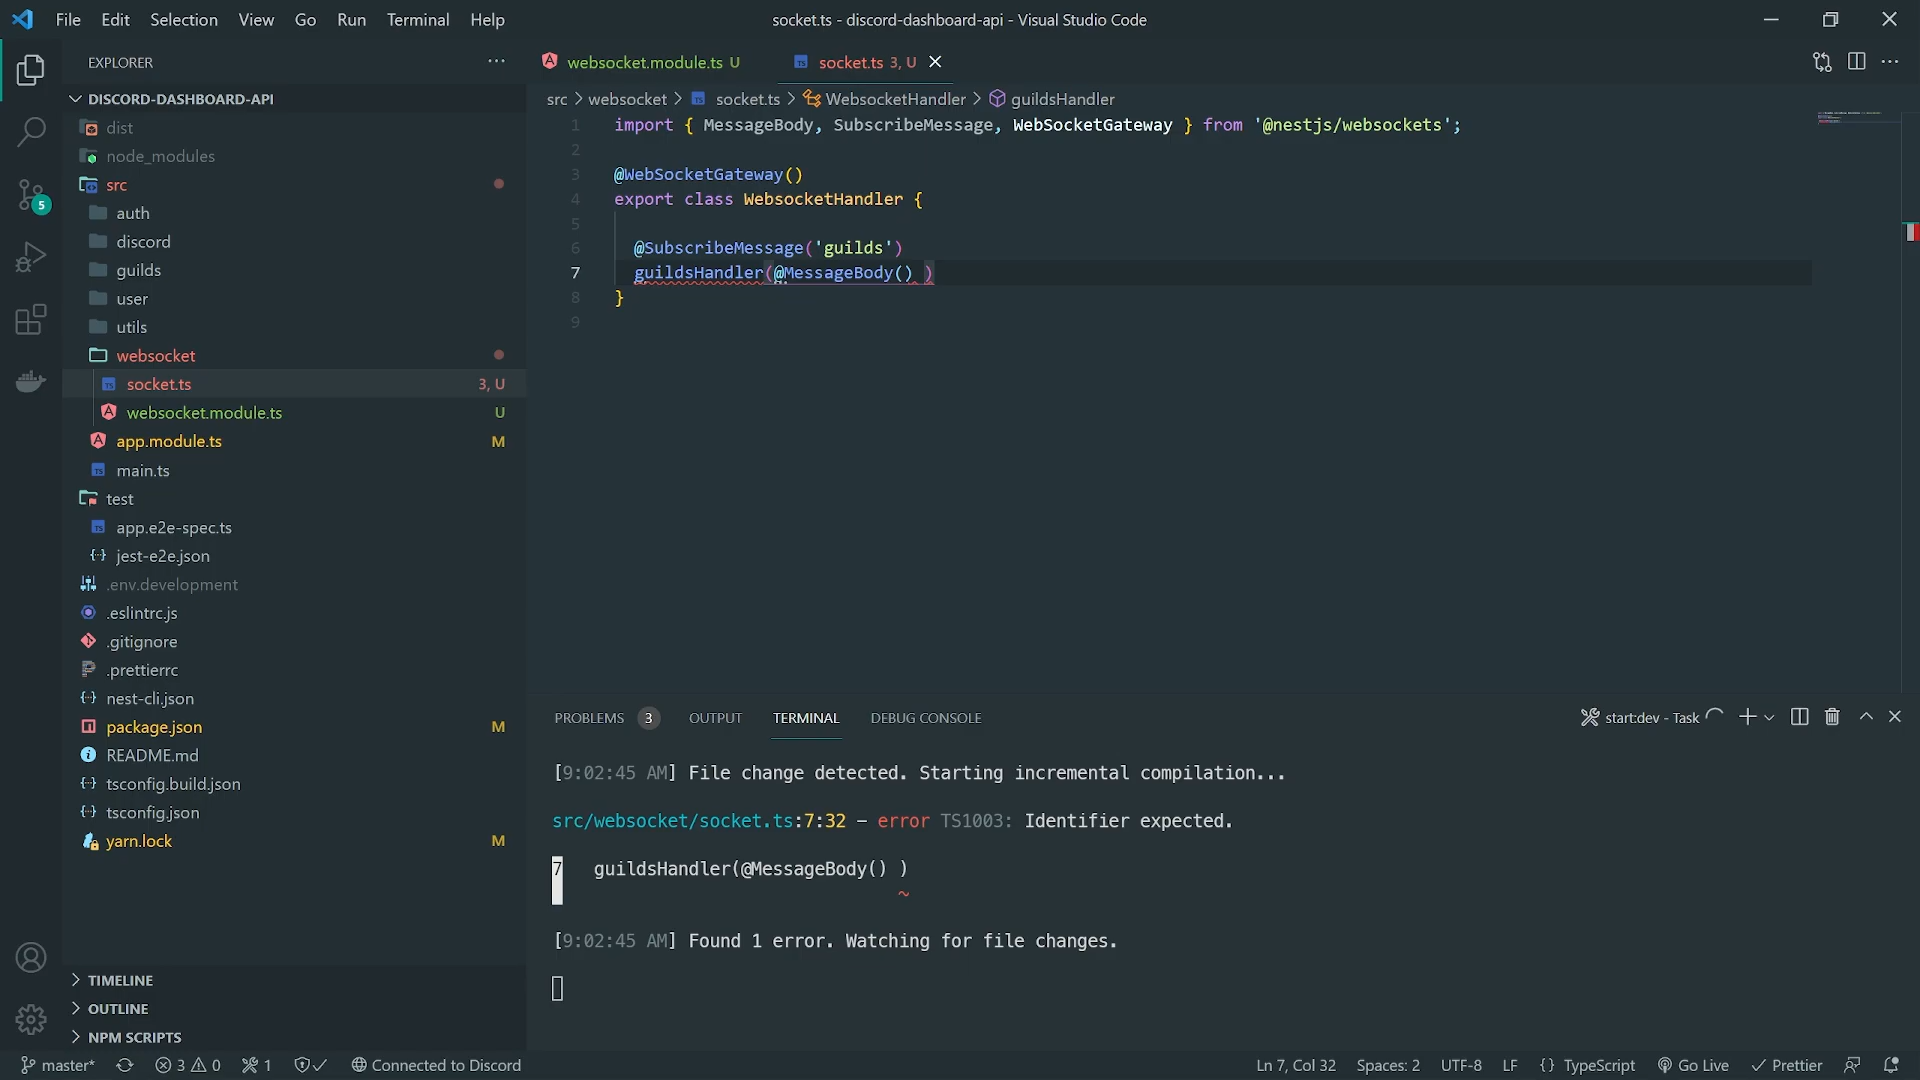 File Edit Selection View Go Run Terminal Help
socket.ts - discord-dashboard-api - Visual Studio Code
EXPLORER
DISCORD-DASHBOARD-API
dist
node_modules
src
auth
discord
guilds
user
utils
websocket
socket.ts 3, U
websocket.module.ts U
app.module.ts M
main.ts
test
app.e2e-spec.ts
jest-e2e.json
.env.development
.eslintrc.js
.gitignore
.prettierrc
nest-cli.json
package.json M
README.md
tsconfig.build.json
tsconfig.json
yarn.lock M
TIMELINE
OUTLINE
NPM SCRIPTS
5
websocket.module.ts U socket.ts 3, U
src > websocket > socket.ts > WebsocketHandler > guildsHandler
1 import { MessageBody, SubscribeMessage, WebSocketGateway } from '@nestjs/websockets';
2
3 @WebSocketGateway()
4 export class WebsocketHandler {
5
6 @SubscribeMessage('guilds')
7 guildsHandler(@MessageBody() )
8 }
9
PROBLEMS 3 OUTPUT TERMINAL DEBUG CONSOLE
start:dev - Task
[9:02:45 AM] File change detected. Starting incremental compilation...
src/websocket/socket.ts:7:32 - error TS1003: Identifier expected.
7 guildsHandler(@MessageBody() )
~
[9:02:45 AM] Found 1 error. Watching for file changes.
master* 3 0 1 Connected to Discord
Ln 7, Col 32 Spaces: 2 UTF-8 LF {} TypeScript Go Live Prettier